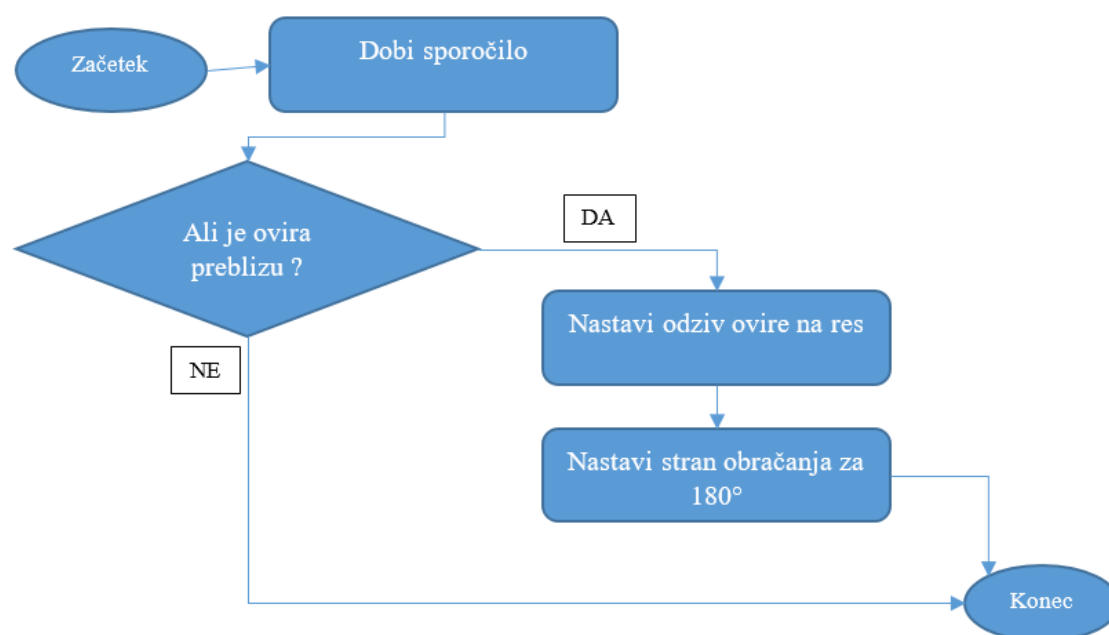 Začetek
Dobi sporočilo
Ali je ovira
preblizu ?
DA
Nastavi odziv ovire na res
NE
Nastavi stran obračanja za
180°
Konec